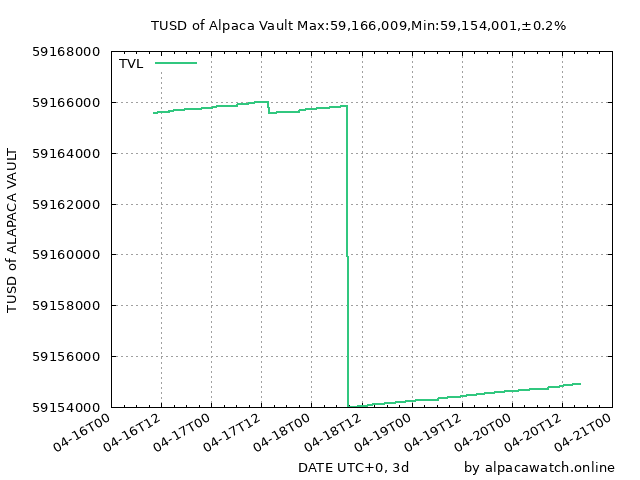 TUSD of Alpaca Vault Max:59,166,009,Min:59,154,001,±0.2%
TVL
59168000
59166000
59164000
59162000
59160000
59158000
59156000
59154000
TUSD of ALAPACA VAULT
04-16T00
04-16T12
04-17T00
04-17T12
04-18T00
04-18T12
04-19T00
04-19T12
04-20T00
04-20T12
04-21T00
DATE UTC+0, 3d
by alpacawatch.online